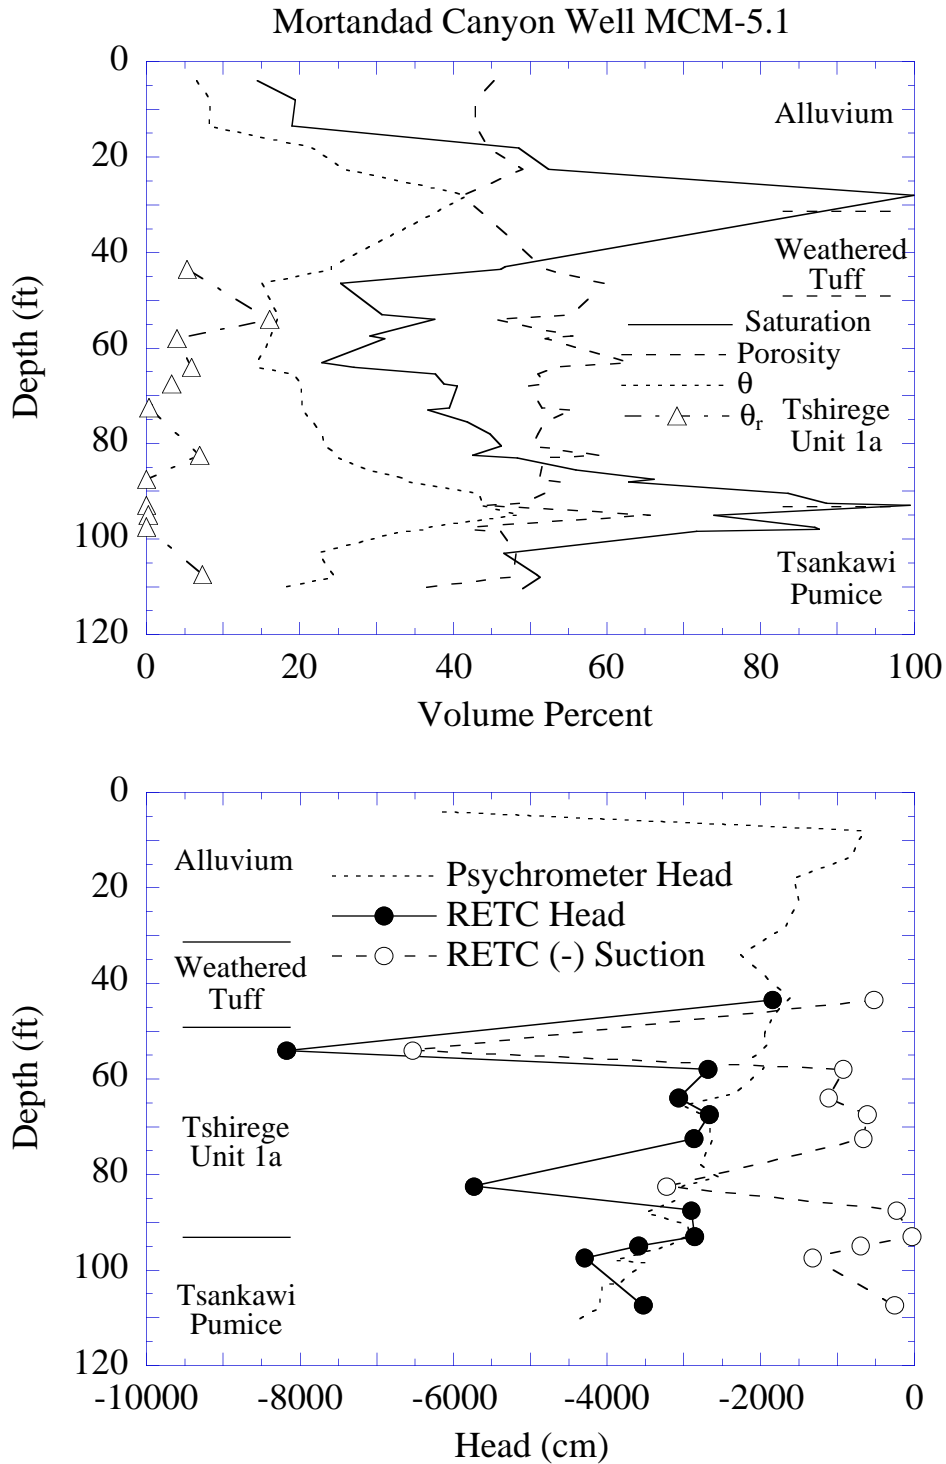 Mortandad Canyon Well MCM-5.1
0
20
40
60
80
100
120
Depth (ft)
Alluvium
Weathered
Tuff
Saturation
Porosity
θ
θr
Tshirege
Unit 1a
Tsankawi
Pumice
0 20 40 60 80 100
Volume Percent
0
20
40
60
80
100
120
Depth (ft)
Alluvium
Psychrometer Head
RETC Head
RETC (-) Suction
Weathered
Tuff
Tshirege
Unit 1a
Tsankawi
Pumice
-10000 -8000 -6000 -4000 -2000 0
Head (cm)